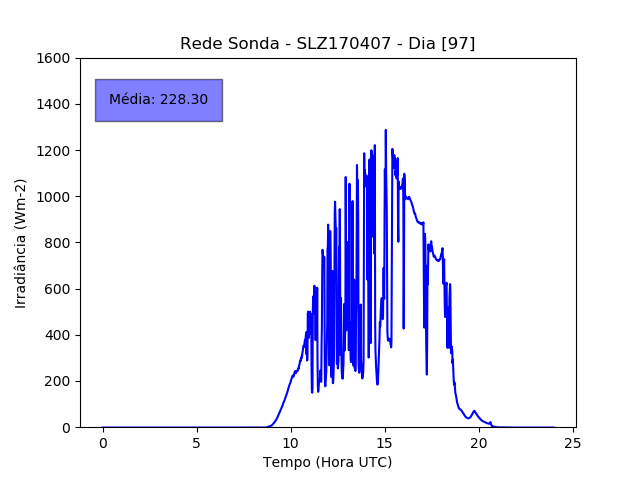 Rede Sonda - SLZ170407 - Dia [97]
1600
1400
1200
1000
800
600
400
200
0
Média: 228.30
Irradiância (Wm-2)
0 5 10 15 20 25
Tempo (Hora UTC)